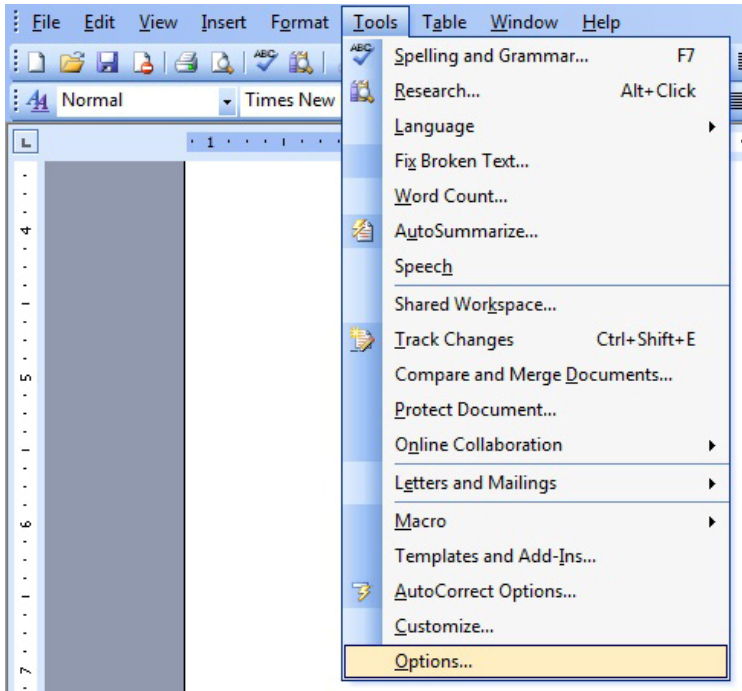 File Edit View Insert Format Tools Table Window Help
ABC
Normal Times New
L
1
4
5
6
7
ABC
Spelling and Grammar... F7
Research... Alt+Click
Language
Fix Broken Text...
Word Count...
AutoSummarize...
Speech
Shared Workspace...
Track Changes Ctrl+Shift+E
Compare and Merge Documents...
Protect Document...
Online Collaboration
Letters and Mailings
Macro
Templates and Add-Ins...
AutoCorrect Options...
Customize...
Options...